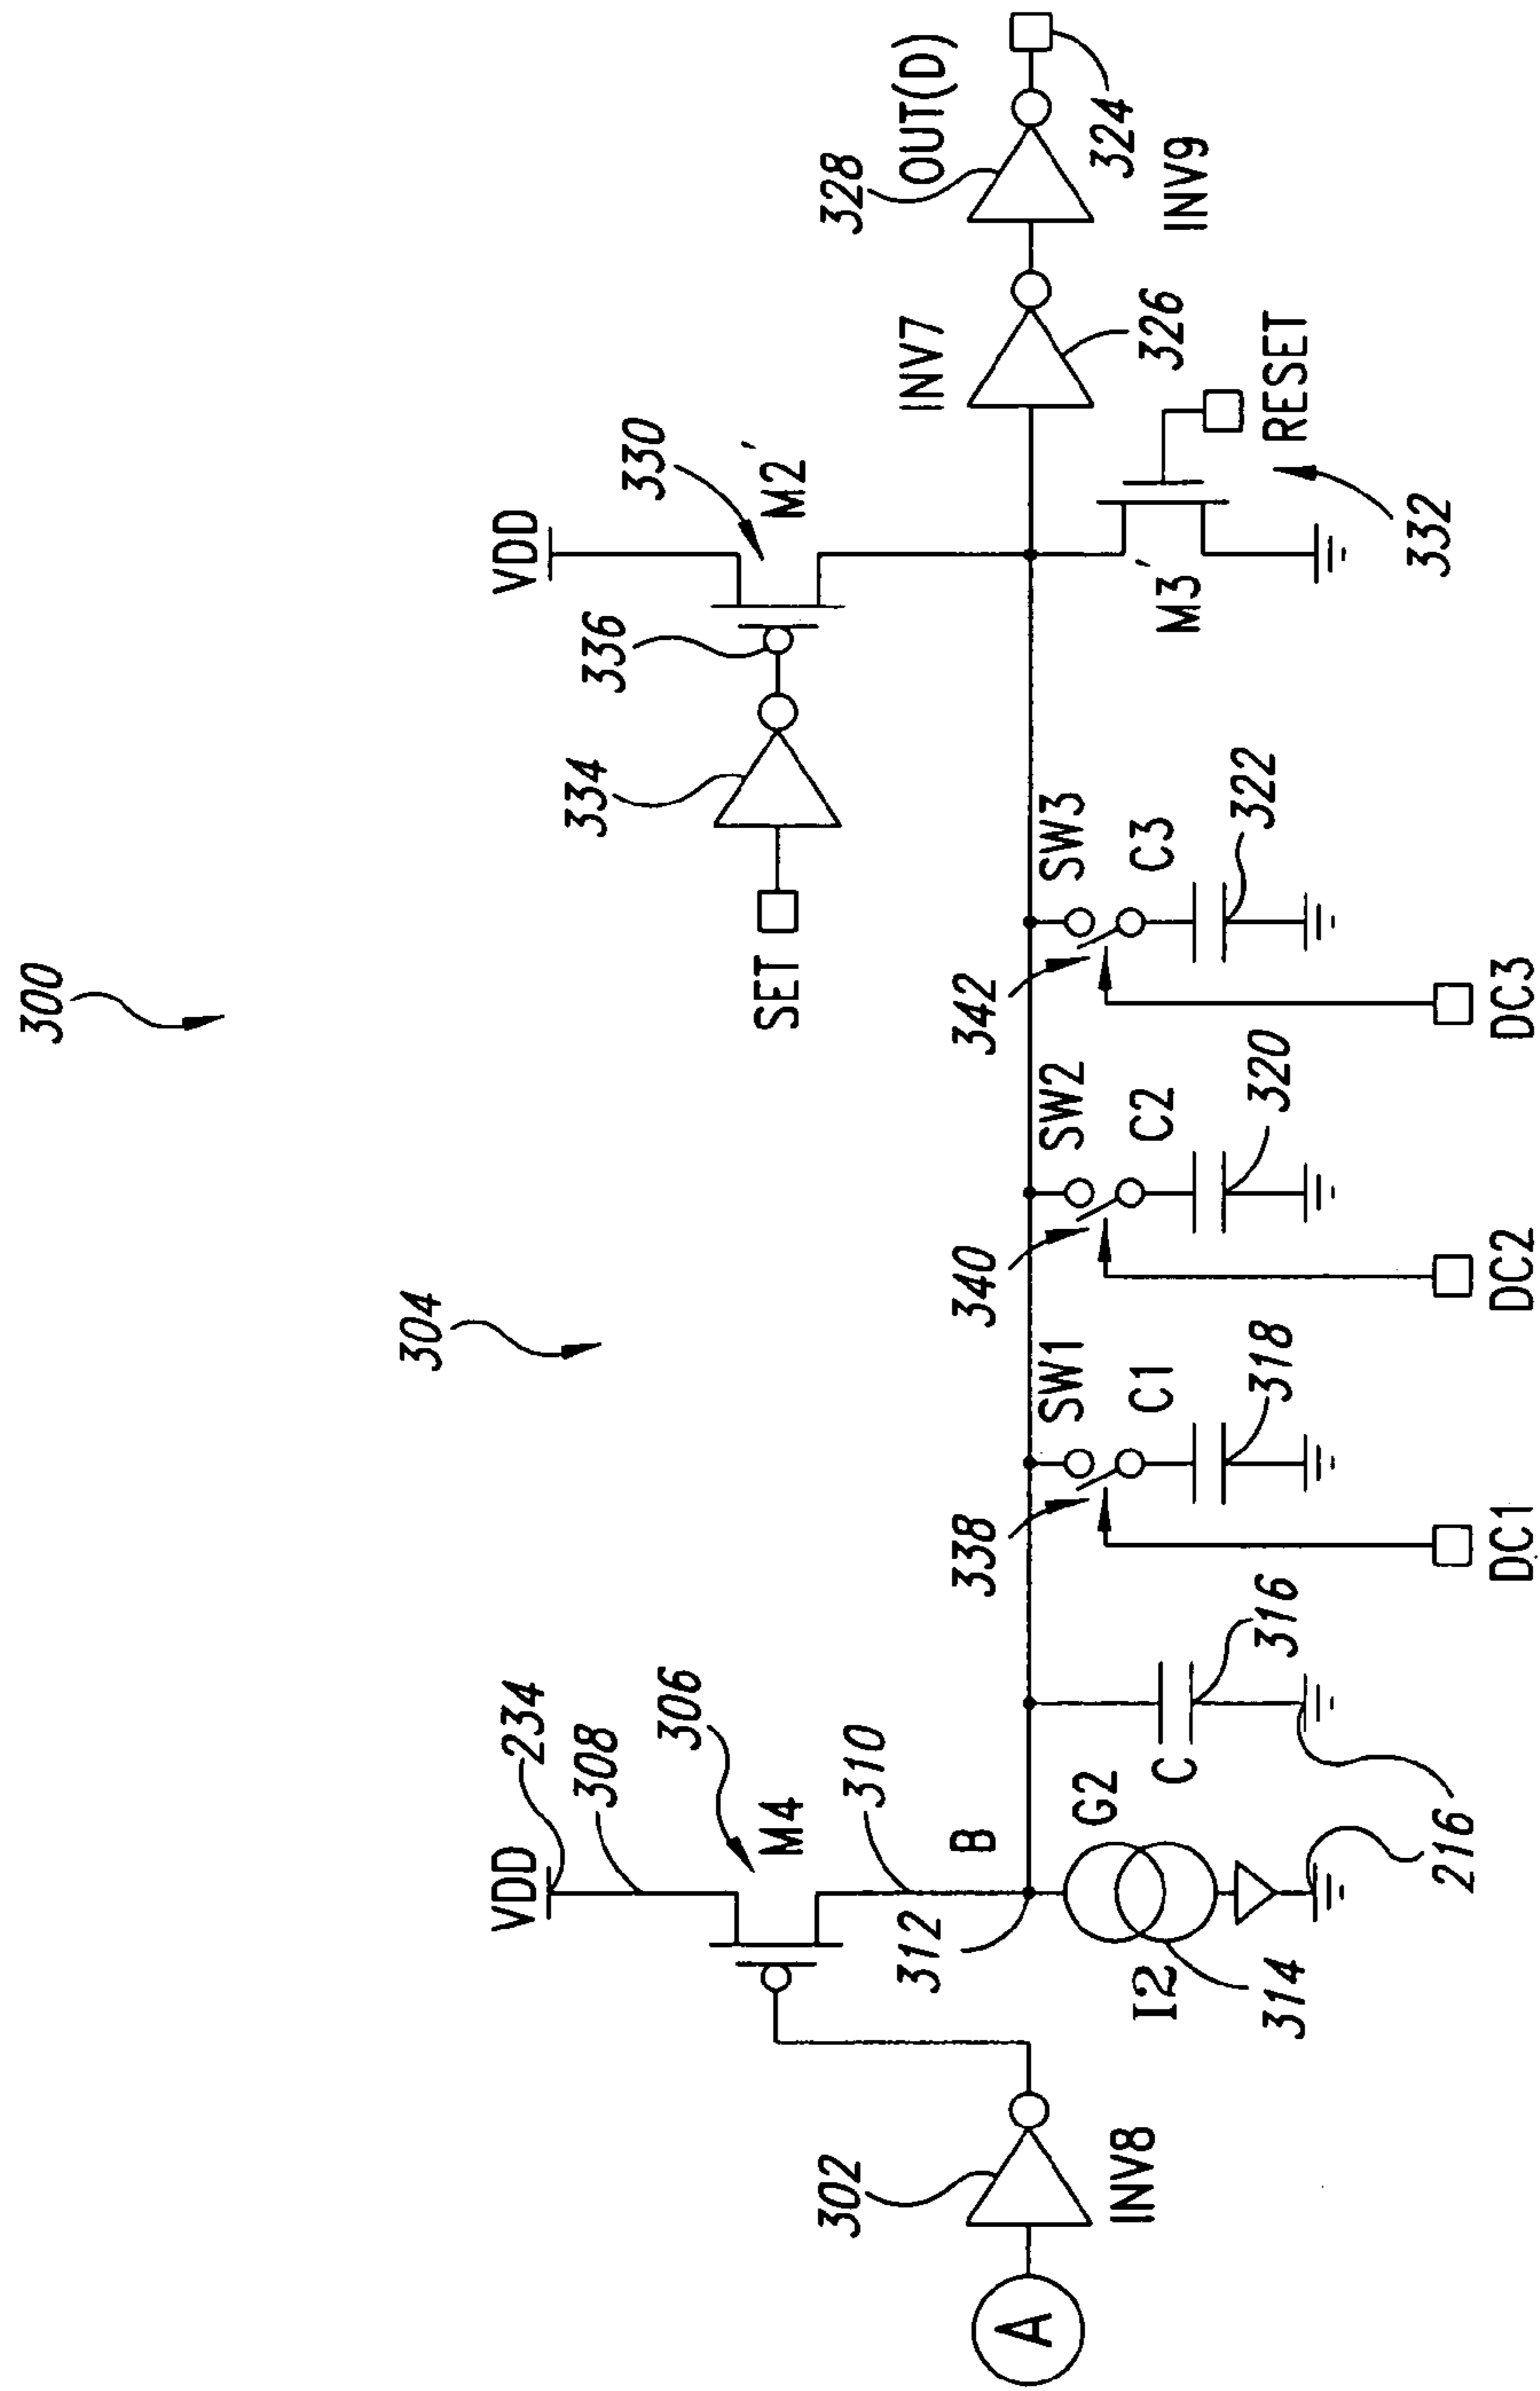 300
304
VDD
234
308
306
M4
310
B
312
G2
I2
314
C
316
216
302
INV8
A
338
SW1
C1
318
DC1
340
SW2
C2
320
DC2
342
SW3
C3
322
DC3
SET
334
336
VDD
330
M2'
M3'
332
RESET
INV7
326
328
OUT(D)
324
INV9